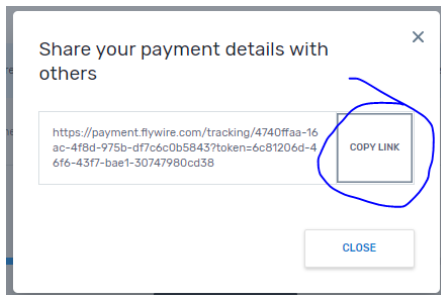 Share your payment details with
others
https://payment.flywire.com/tracking/4740ffaa-16
ac-4f8d-975b-df7c6c0b5843?token=6c81206d-4
6f6-43f7-bae1-30747980cd38
COPY LINK
CLOSE